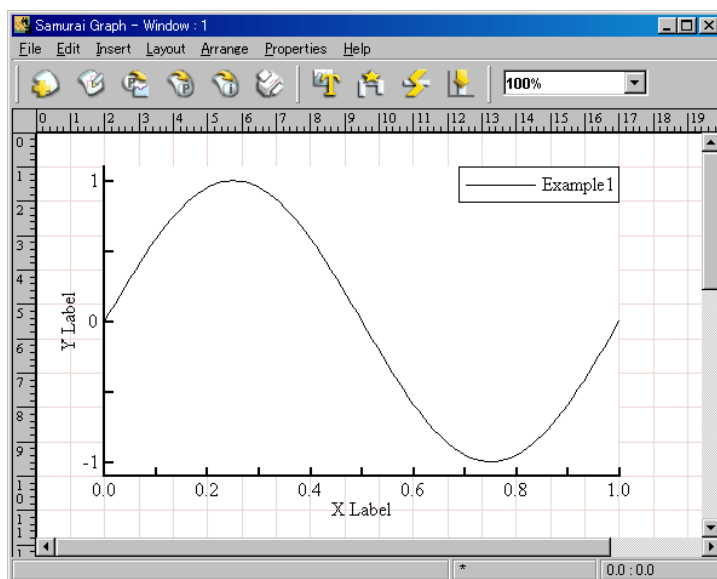 Samurai Graph - Window : 1
File Edit Insert Layout Arrange Properties Help
P P i T 100%
0 1 2 3 4 5 6 7 8 9 10 11 12 13 14 15 16 17 18 19
0
1
2
3
4
5
6
7
8
9
10
11
1
Example1
1
0
-1
Y Label
0.0 0.2 0.4 0.6 0.8 1.0
X Label
* 0.0 : 0.0